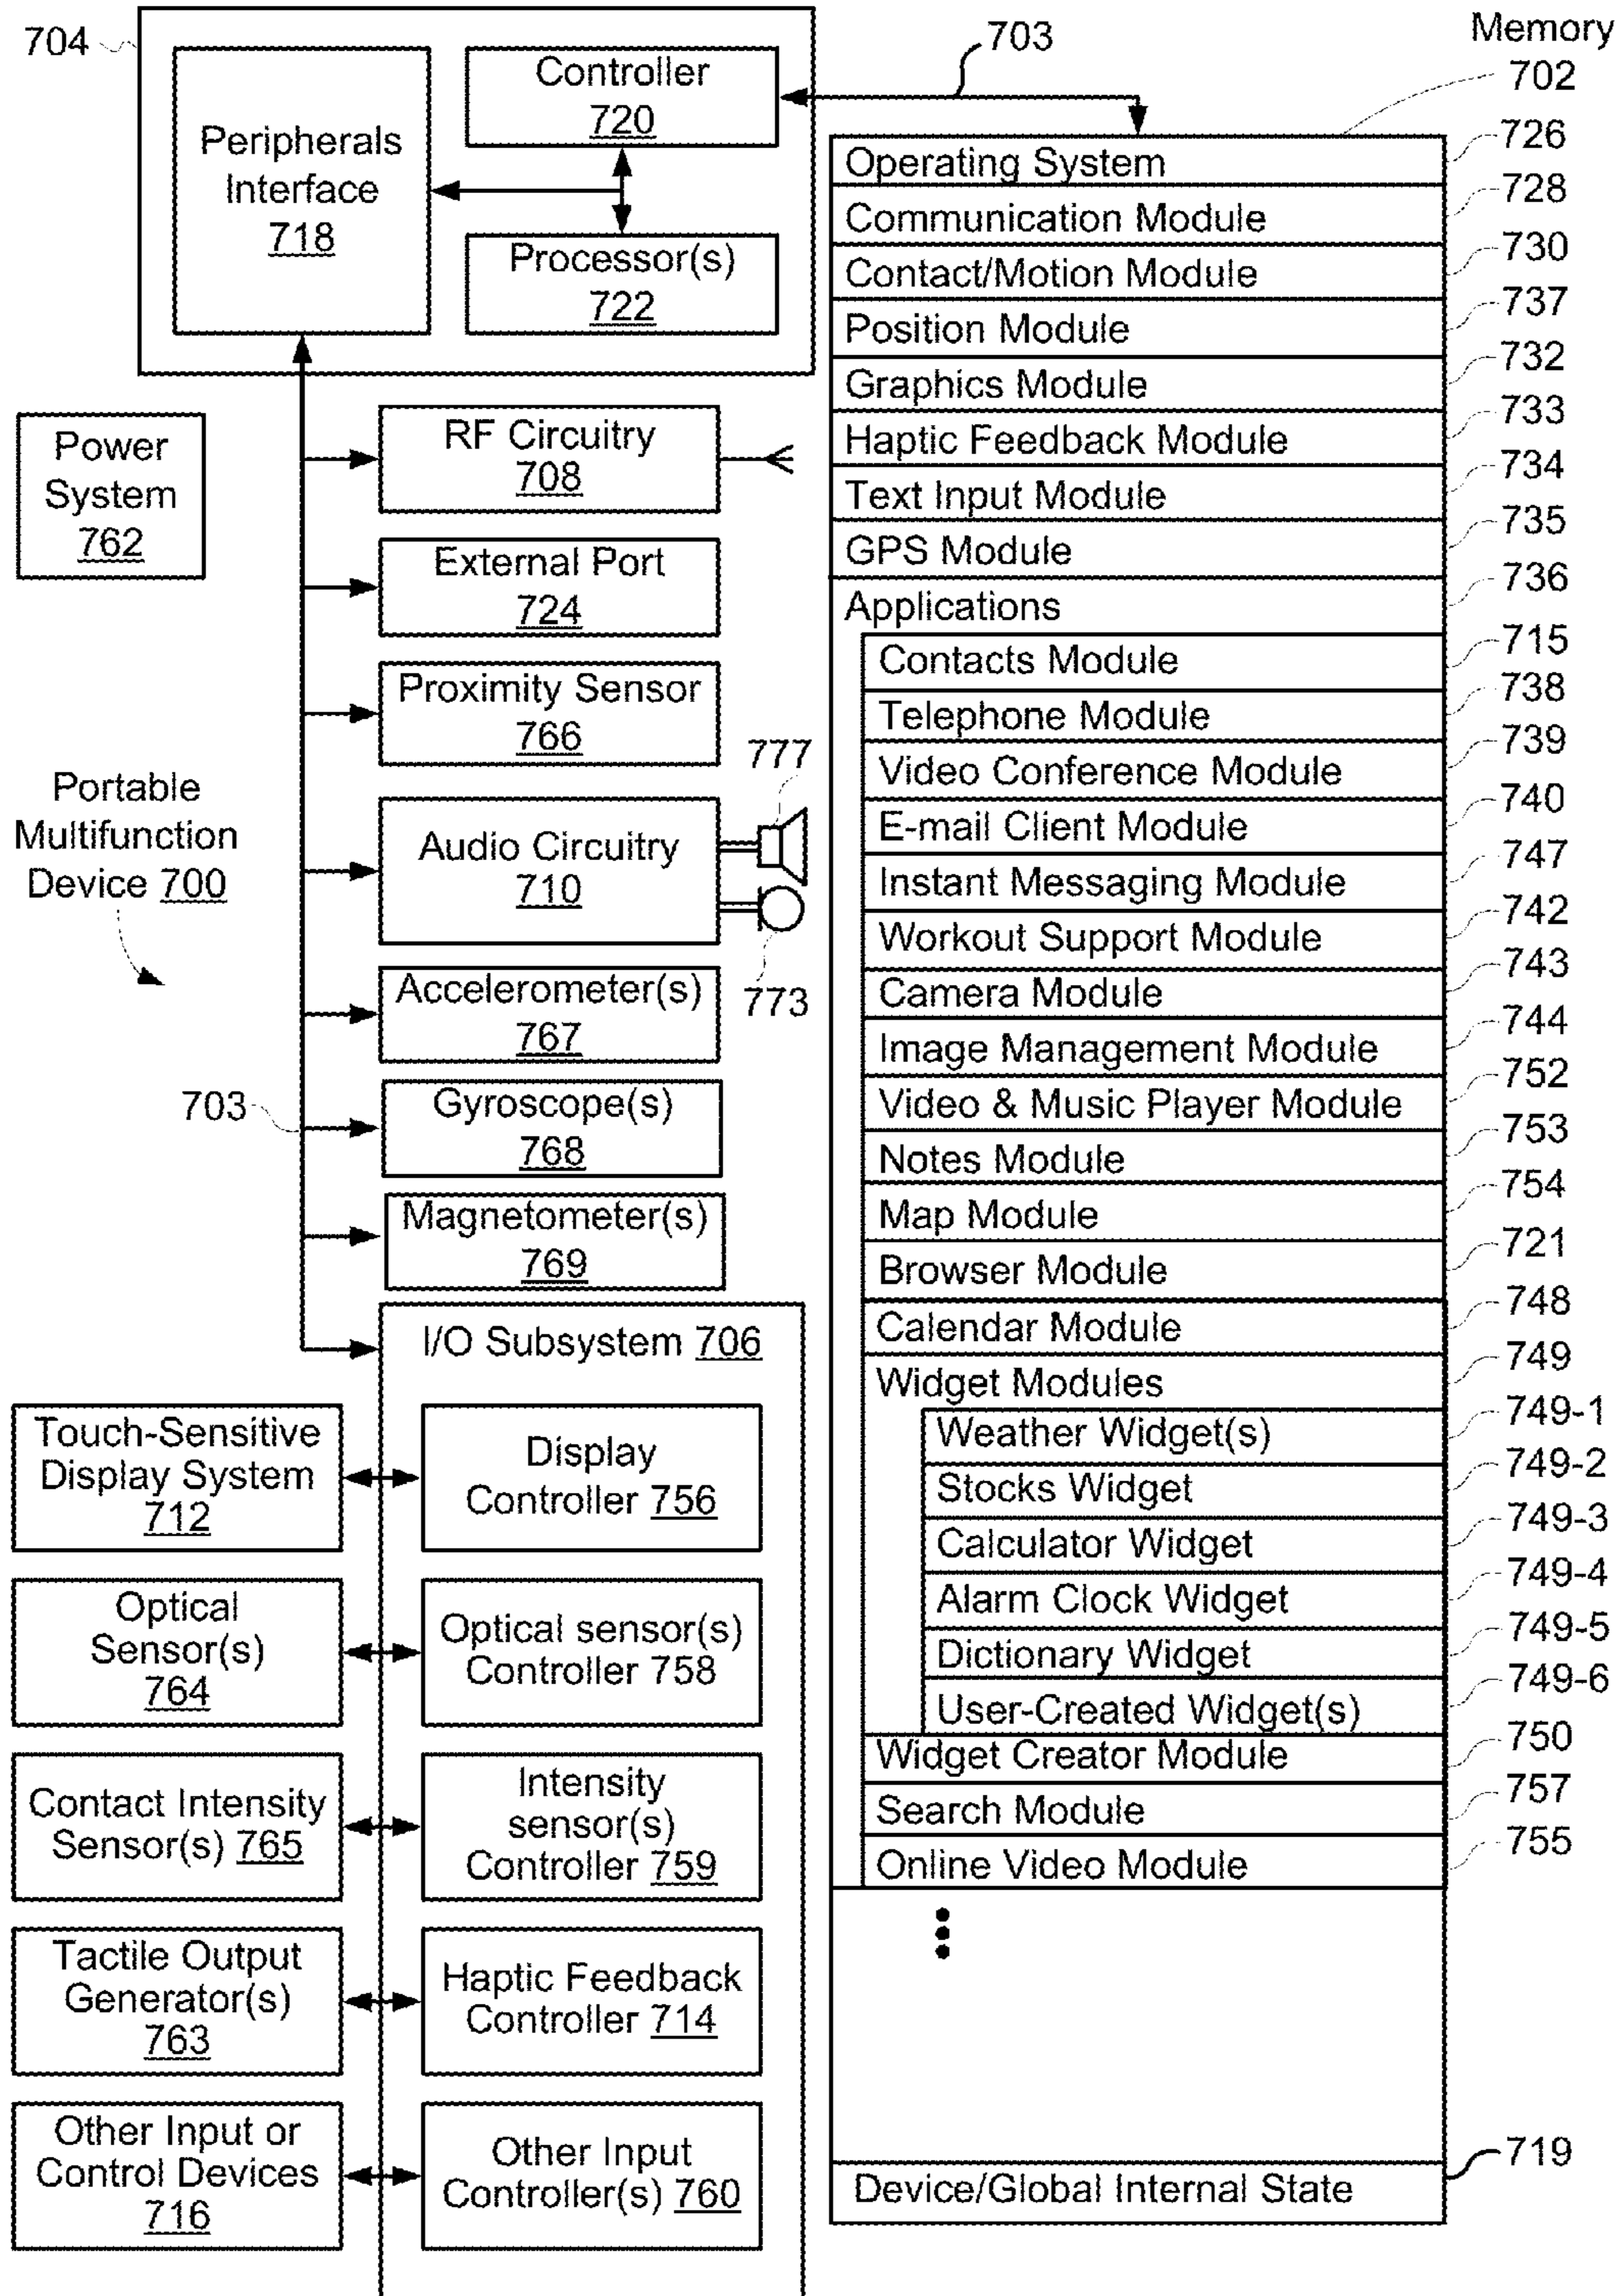 704
Peripherals
Interface
718
Controller
720
Processor(s)
722
703
Power
System
762
RF Circuitry
708
External Port
724
Proximity Sensor
766
777
Portable
Multifunction
Device 700
Audio Circuitry
710
773
Accelerometer(s)
767
703
Gyroscope(s)
768
Magnetometer(s)
769
I/O Subsystem 706
Touch-Sensitive
Display System
712
Display
Controller 756
Optical
Sensor(s)
764
Optical sensor(s)
Controller 758
Contact Intensity
Sensor(s) 765
Intensity
sensor(s)
Controller 759
Tactile Output
Generator(s)
763
Haptic Feedback
Controller 714
Other Input or
Control Devices
716
Other Input
Controller(s) 760
Memory
702
Operating System 726
Communication Module 728
Contact/Motion Module 730
Position Module 737
Graphics Module 732
Haptic Feedback Module 733
Text Input Module 734
GPS Module 735
Applications 736
Contacts Module 715
Telephone Module 738
Video Conference Module 739
E-mail Client Module 740
Instant Messaging Module 747
Workout Support Module 742
Camera Module 743
Image Management Module 744
Video & Music Player Module 752
Notes Module 753
Map Module 754
Browser Module 721
Calendar Module 748
Widget Modules 749
Weather Widget(s) 749-1
Stocks Widget 749-2
Calculator Widget 749-3
Alarm Clock Widget 749-4
Dictionary Widget 749-5
User-Created Widget(s) 749-6
Widget Creator Module 750
Search Module 757
Online Video Module 755
Device/Global Internal State 719